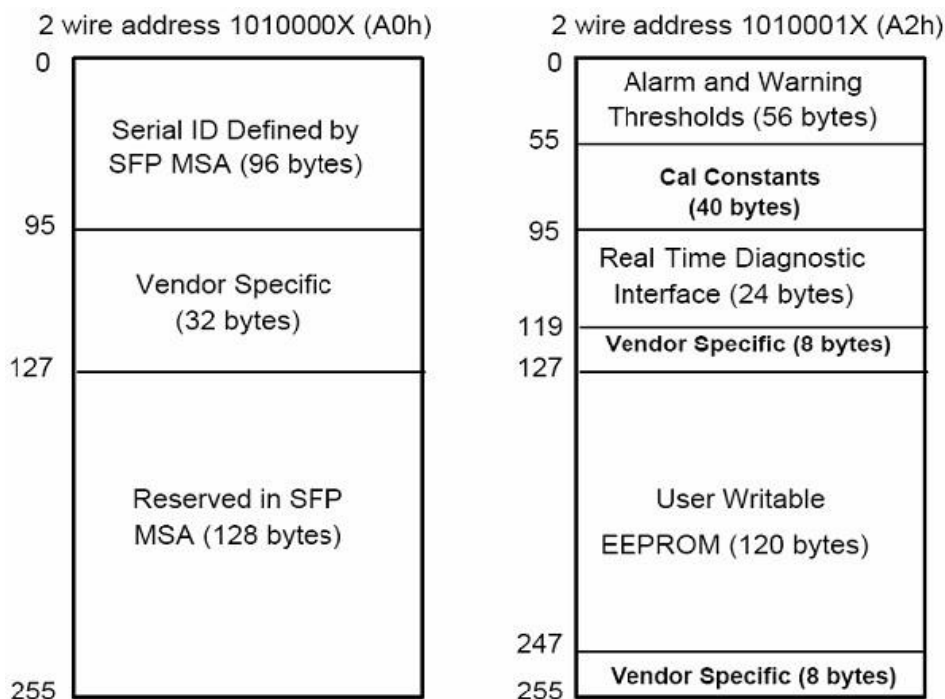 2 wire address 1010000X (A0h)
0
Serial ID Defined by
SFP MSA (96 bytes)
95
Vendor Specific
(32 bytes)
127
Reserved in SFP
MSA (128 bytes)
255
2 wire address 1010001X (A2h)
0
Alarm and Warning
Thresholds (56 bytes)
55
Cal Constants
(40 bytes)
95
Real Time Diagnostic
Interface (24 bytes)
119
Vendor Specific (8 bytes)
127
User Writable
EEPROM (120 bytes)
247
Vendor Specific (8 bytes)
255